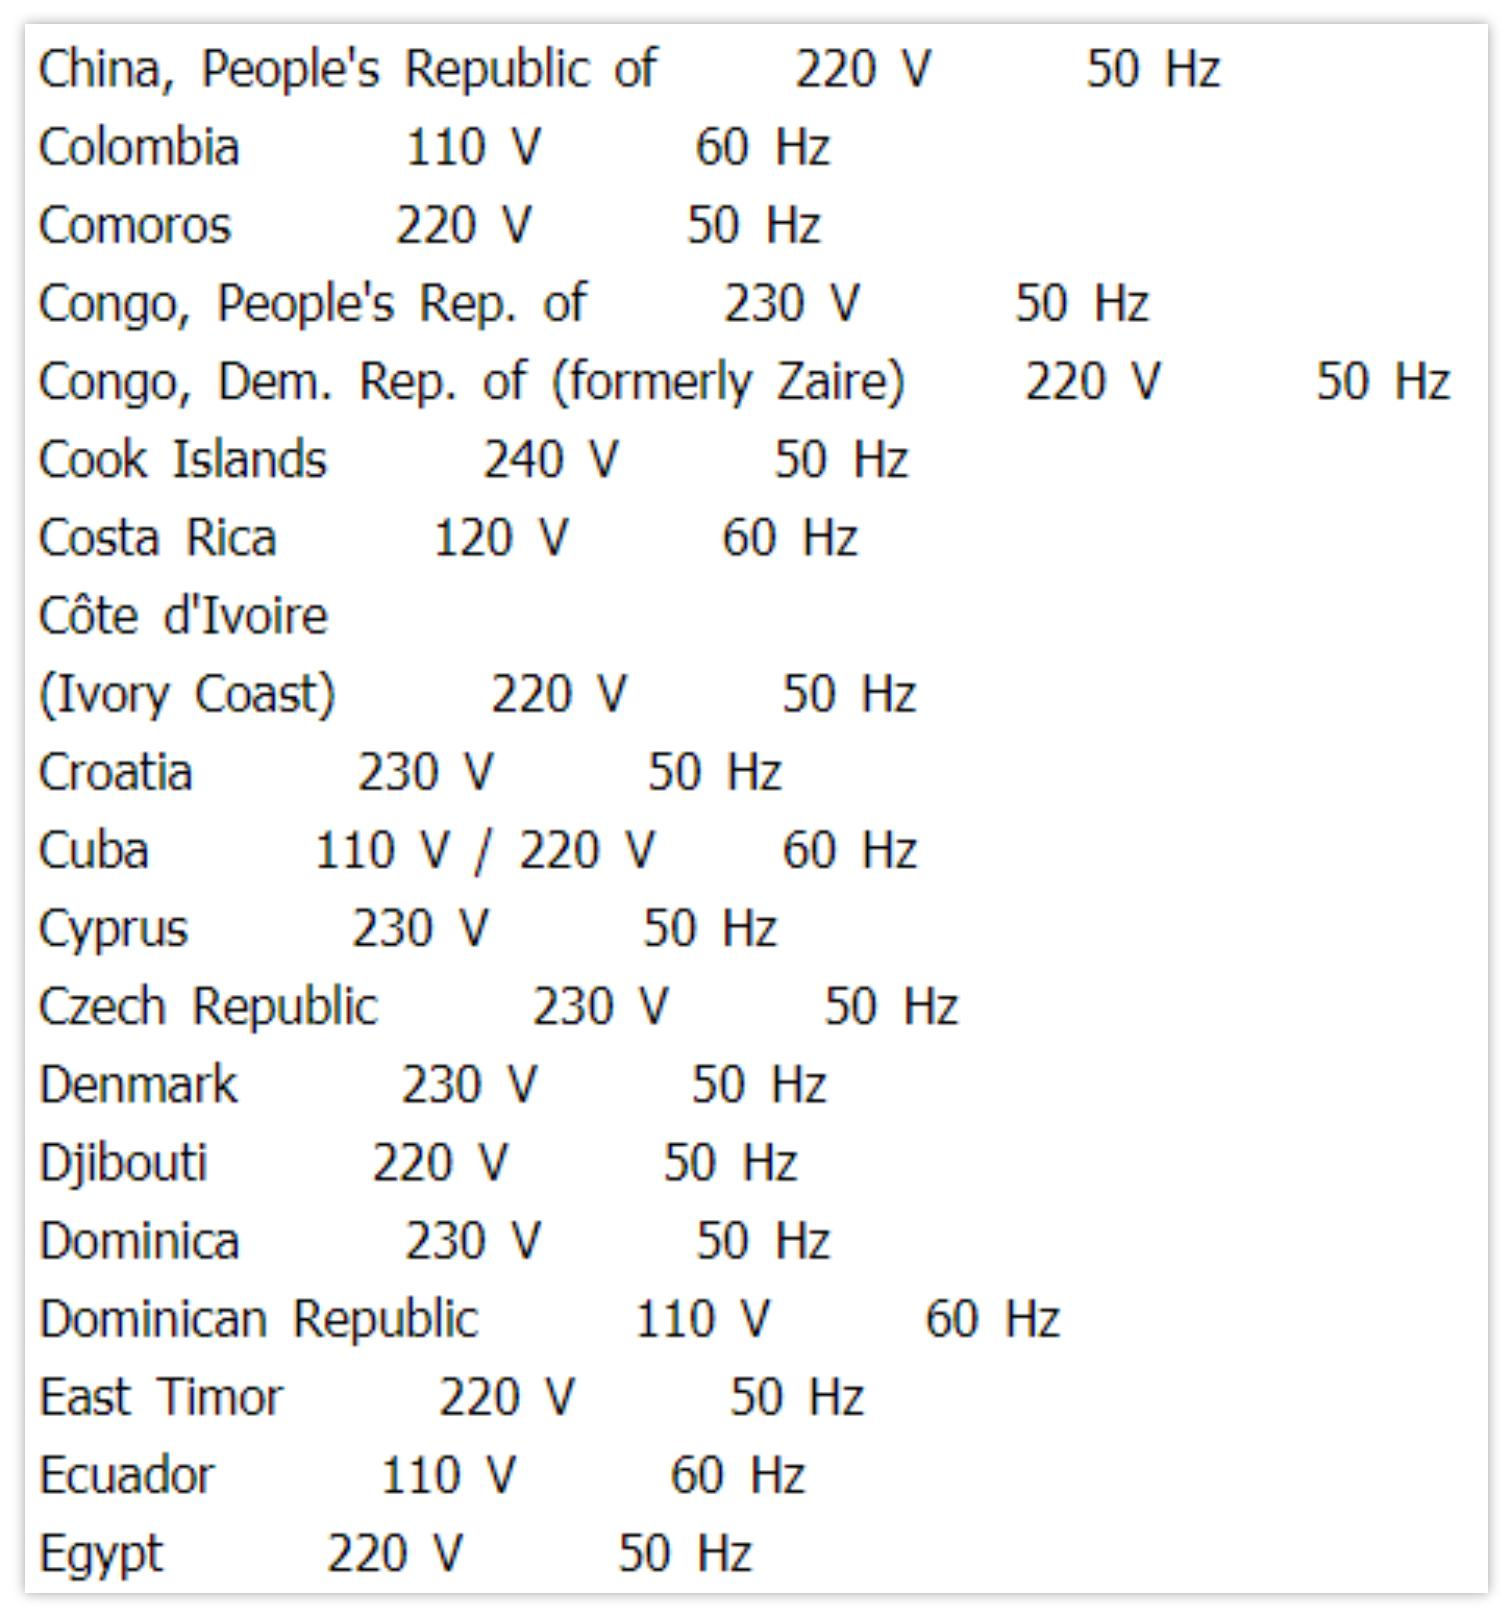 China, People's Republic of 220 V 50 Hz
Colombia 110 V 60 Hz
Comoros 220 V 50 Hz
Congo, People's Rep. of 230 V 50 Hz
Congo, Dem. Rep. of (formerly Zaire) 220 V 50 Hz
Cook Islands 240 V 50 Hz
Costa Rica 120 V 60 Hz
Côte d'Ivoire
(Ivory Coast) 220 V 50 Hz
Croatia 230 V 50 Hz
Cuba 110 V / 220 V 60 Hz
Cyprus 230 V 50 Hz
Czech Republic 230 V 50 Hz
Denmark 230 V 50 Hz
Djibouti 220 V 50 Hz
Dominica 230 V 50 Hz
Dominican Republic 110 V 60 Hz
East Timor 220 V 50 Hz
Ecuador 110 V 60 Hz
Egypt 220 V 50 Hz